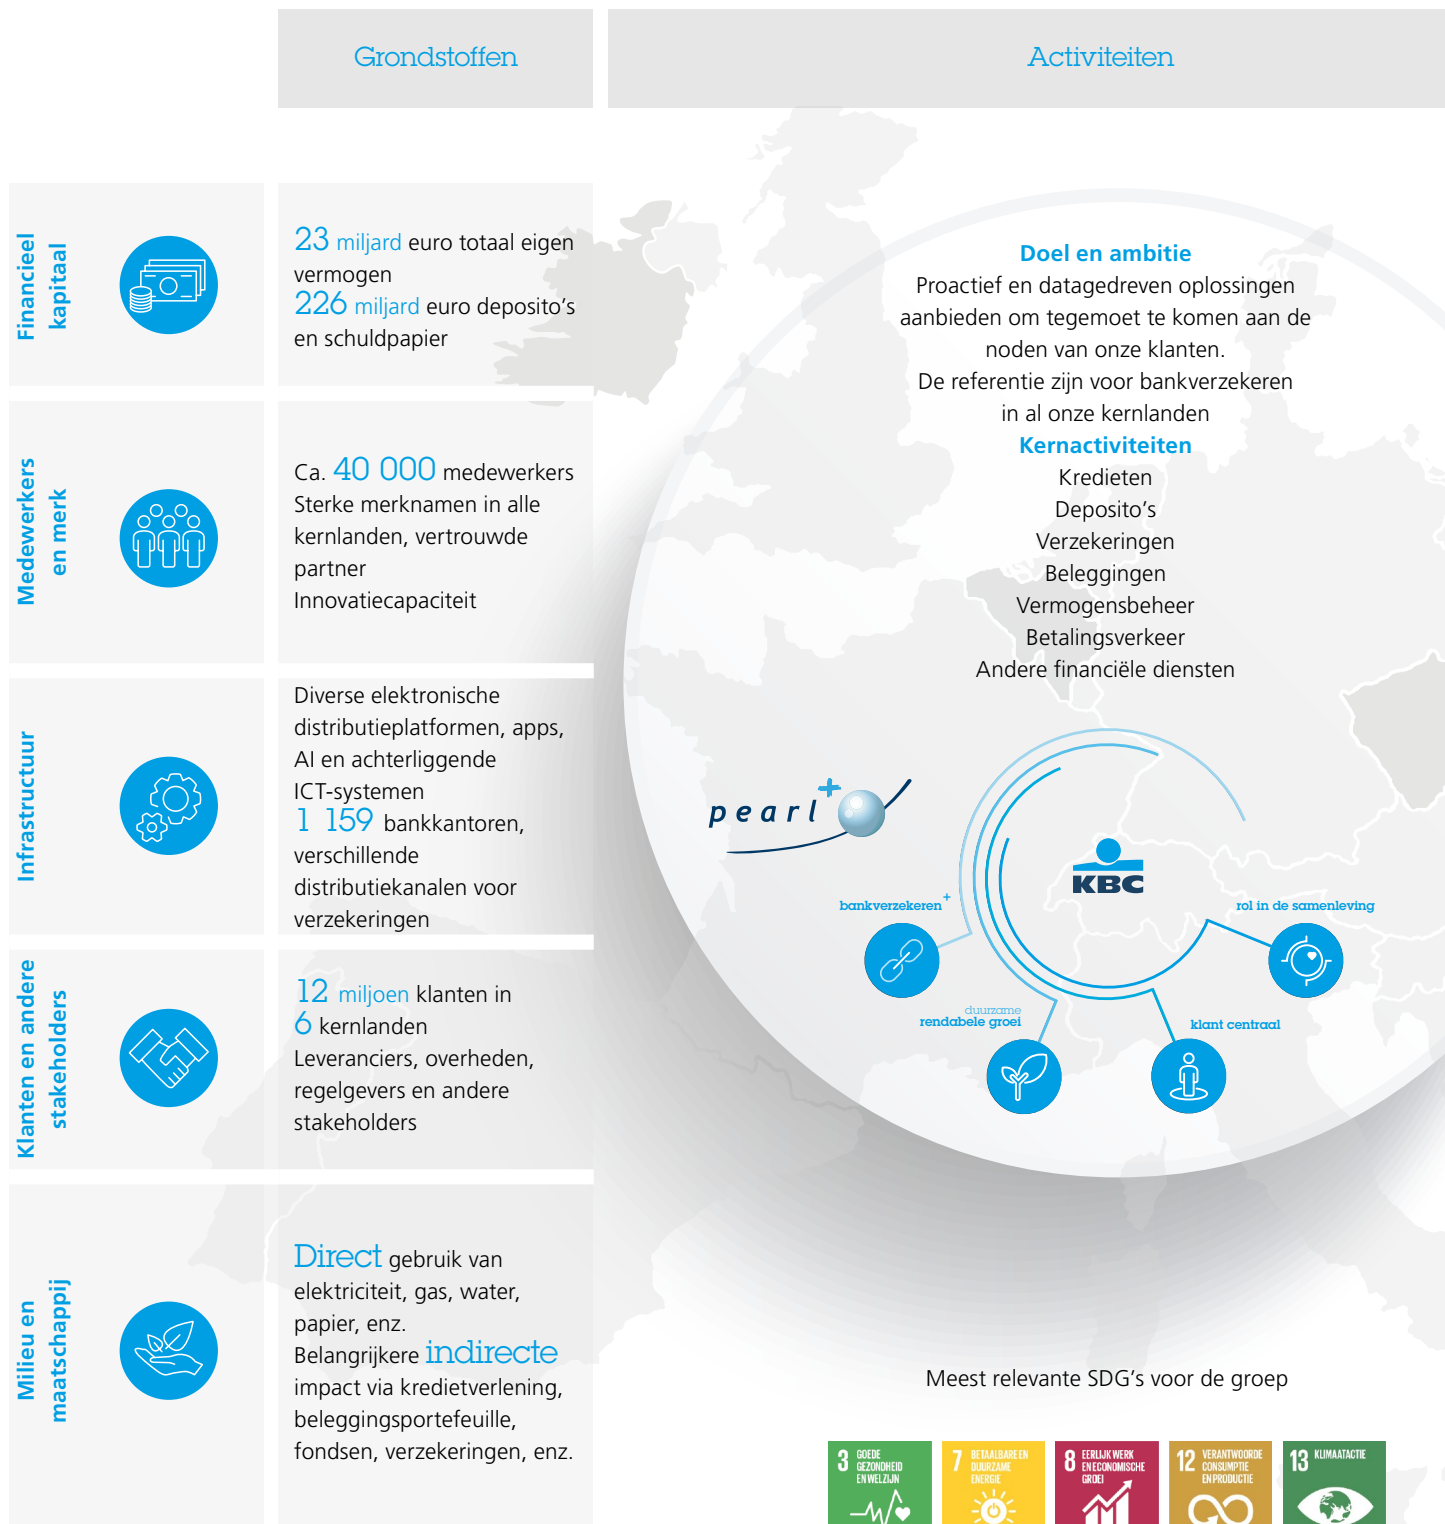 Grondstoffen
Activiteiten
Financieel
kapitaal
23 miljard euro totaal eigen
vermogen
226 miljard euro deposito's
en schuldpapier
Medewerkers
en merk
Ca. 40 000 medewerkers
Sterke merknamen in alle
kernlanden, vertrouwde
partner
Innovatiecapaciteit
Infrastructuur
Diverse elektronische
distributieplatformen, apps,
AI en achterliggende
ICT-systemen
1 159 bankkantoren,
verschillende
distributiekanalen voor
verzekeringen
Klanten en andere
stakeholders
12 miljoen klanten in
6 kernlanden
Leveranciers, overheden,
regelgevers en andere
stakeholders
Milieu en
maatschappij
Direct gebruik van
elektriciteit, gas, water,
papier, enz.
Belangrijkere indirecte
impact via kredietverlening,
beleggingsportefeuille,
fondsen, verzekeringen, enz.
Doel en ambitie
Proactief en datagedreven oplossingen
aanbieden om tegemoet te komen aan de
noden van onze klanten.
De referentie zijn voor bankverzekeren
in al onze kernlanden
Kernactiviteiten
Kredieten
Deposito's
Verzekeringen
Beleggingen
Vermogensbeheer
Betalingsverkeer
Andere financiële diensten
pearl+
KBC
bankverzekeren+
rol in de samenleving
duurzame
rendabele groei
klant centraal
Meest relevante SDG's voor de groep
3 GOEDE
GEZONDHEID
EN WELZIJN
7 BETAALBARE EN
DUURZAME
ENERGIE
8 EERLIJK WERK
EN ECONOMISCHE
GROEI
12 VERANTWOORDE
CONSUMPTIE
EN PRODUCTIE
13 KLIMAATACTIE